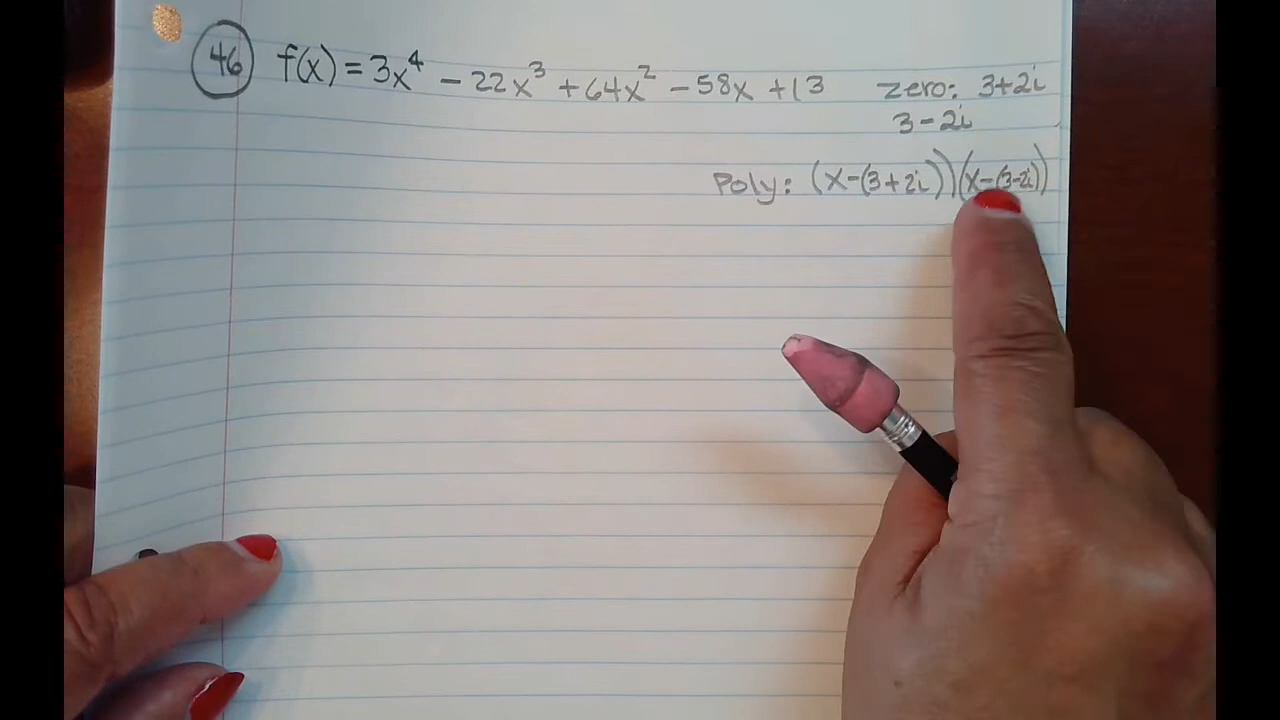 46 f(x) = 3x⁴ - 22x³ + 64x² - 58x + 13 zero: 3+2i
3 - 2i
Poly: (x-(3+2i))(x-(3-2i))